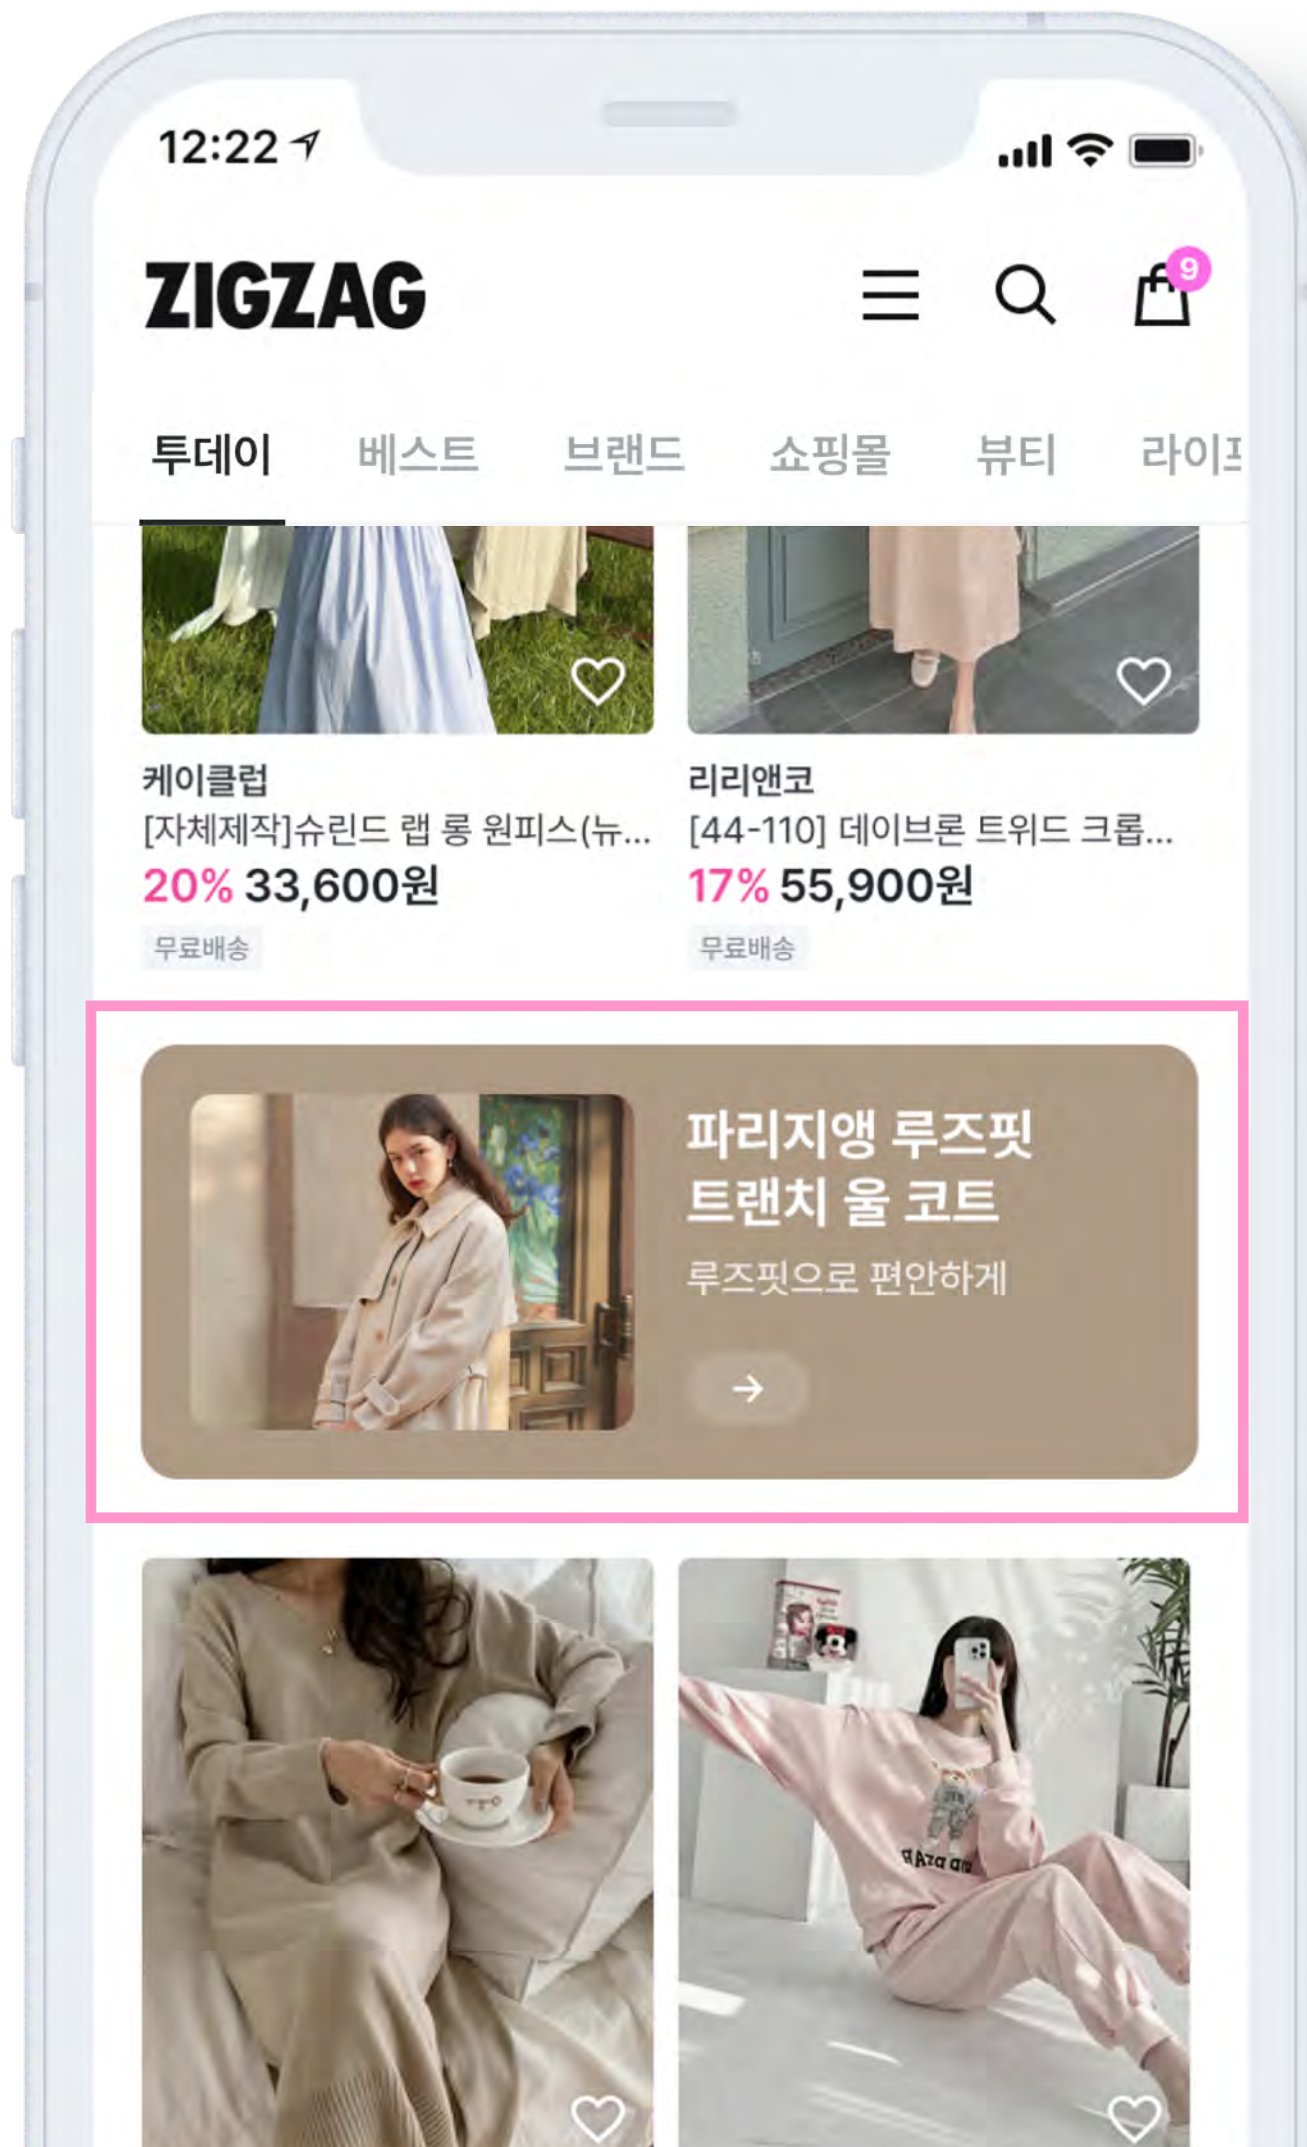 12:22
ZIGZAG
9
투데이 베스트 브랜드 쇼핑몰 뷰티 라이프
케이클럽
[자체제작]슈린드 랩 롱 원피스(뉴...
20% 33,600원
무료배송
리리앤코
[44-110] 데이브론 트위드 크롭...
17% 55,900원
무료배송
파리지앵 루즈핏
트랜치 울 코트
루즈핏으로 편안하게